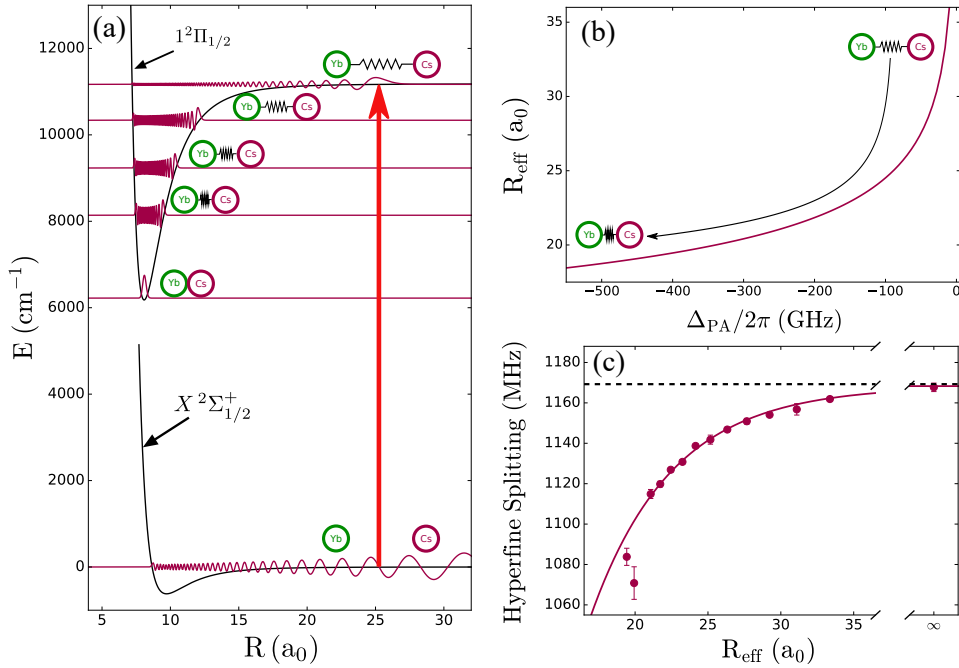 (a)
1²Π₁/₂
Yb Cs
Yb Cs
Yb Cs
Yb Cs
Yb Cs
X ²Σ⁺₁/₂
Yb Cs
12000
10000
8000
6000
4000
2000
0
E (cm⁻¹)
5 10 15 20 25 30
R (a₀)
(b)
Yb Cs
Yb Cs
35
30
25
20
R_eff (a₀)
−500 −400 −300 −200 −100 0
Δ_PA/2π (GHz)
(c)
1180
1160
1140
1120
1100
1080
1060
Hyperfine Splitting (MHz)
20 25 30 35 ∞
R_eff (a₀)